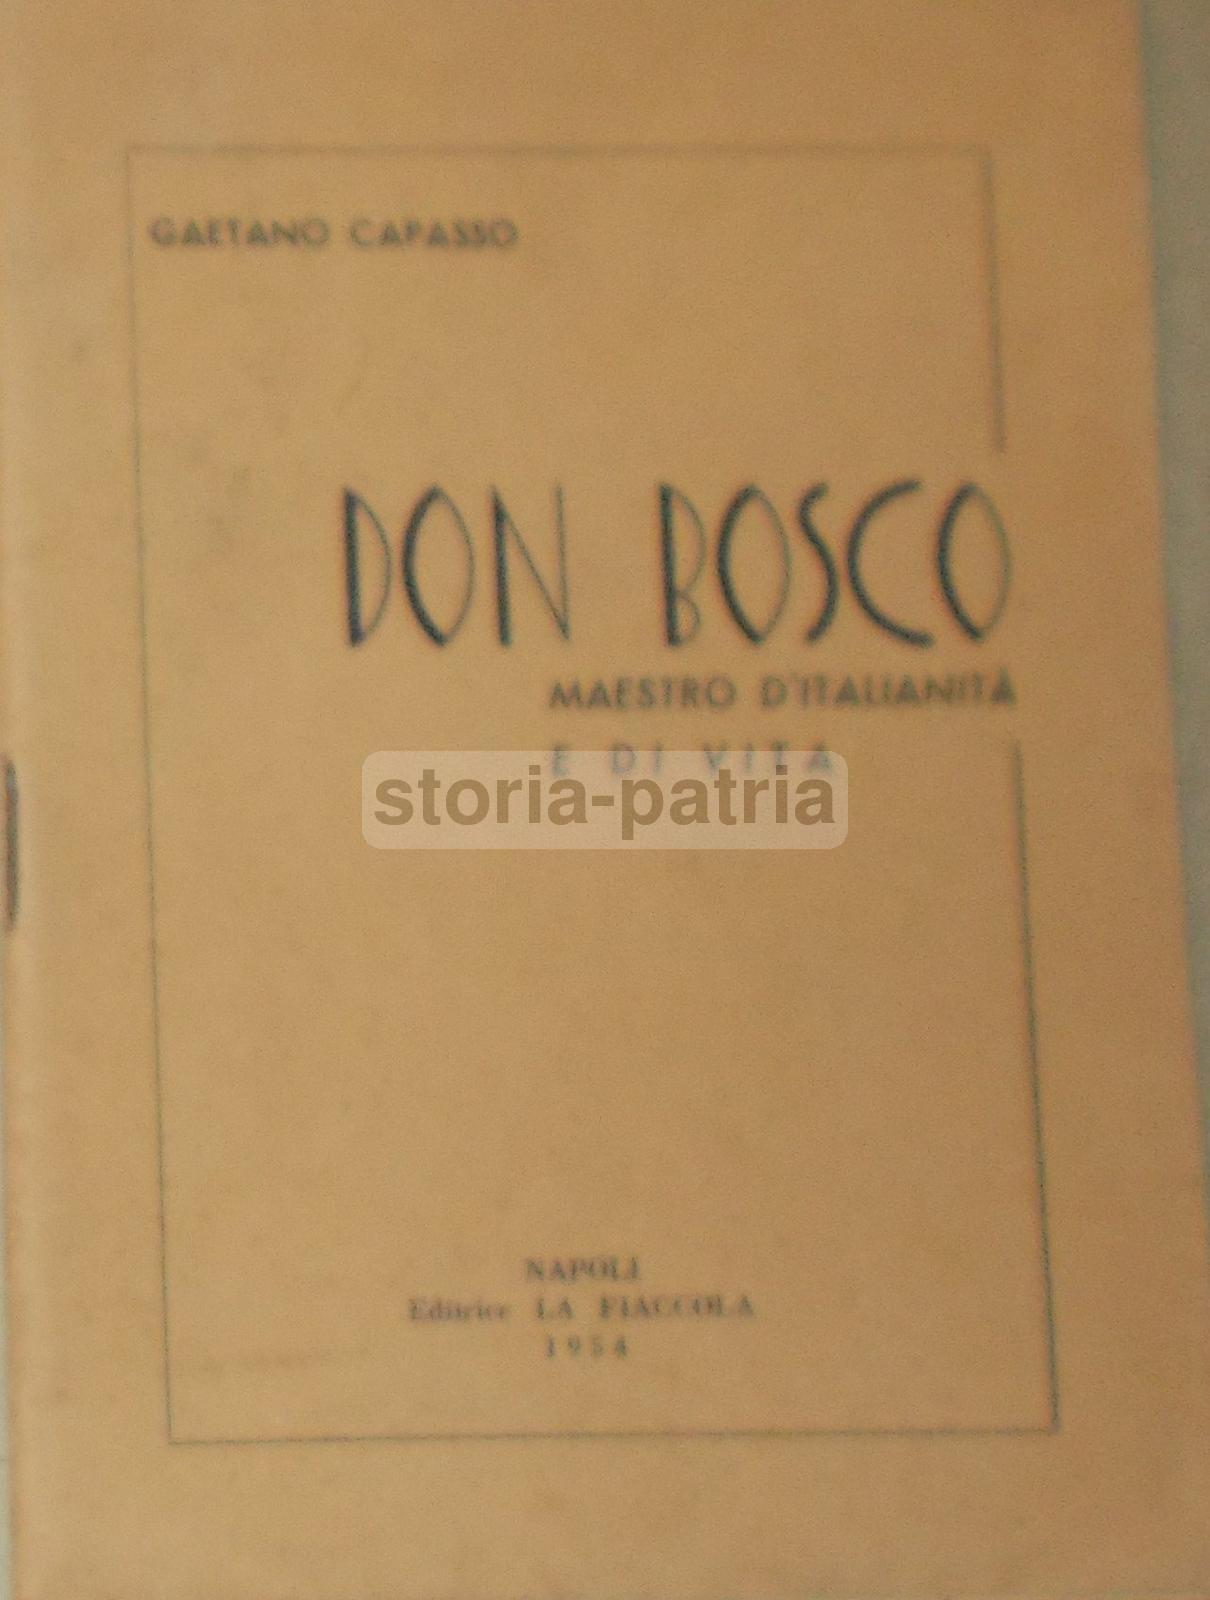 GAETANO CAPASSO
DON BOSCO
MAESTRO D'ITALIANITÀ
E DI VITA
storia-patria
NAPOLI
Editrice LA FIACCOLA
1954